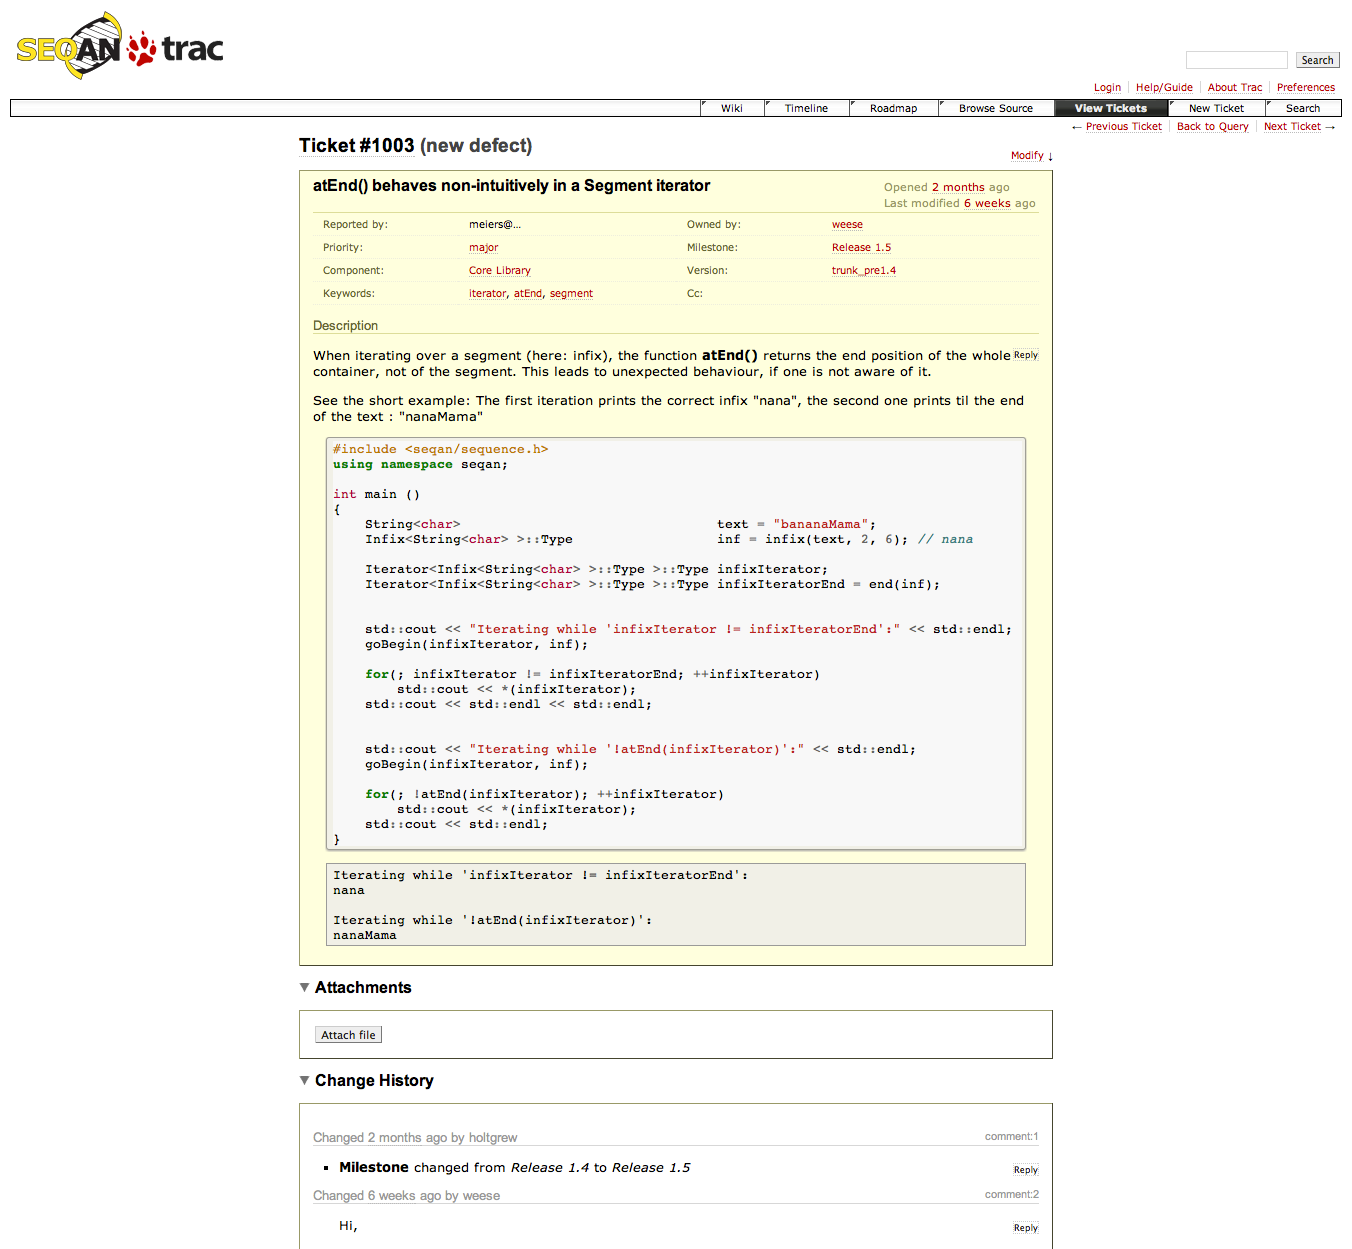 SEQAN trac
Search
Login Help/Guide About Trac Preferences
Wiki Timeline Roadmap Browse Source View Tickets New Ticket Search
← Previous Ticket Back to Query Next Ticket →
Ticket #1003 (new defect)
Modify ↓
atEnd() behaves non-intuitively in a Segment iterator
Opened 2 months ago
Last modified 6 weeks ago
Reported by: meiers@... Owned by: weese
Priority: major Milestone: Release 1.5
Component: Core Library Version: trunk_pre1.4
Keywords: iterator, atEnd, segment Cc:
Description
When iterating over a segment (here: infix), the function atEnd() returns the end position of the whole Reply
container, not of the segment. This leads to unexpected behaviour, if one is not aware of it.
See the short example: The first iteration prints the correct infix "nana", the second one prints til the end
of the text : "nanaMama"
#include <seqan/sequence.h>
using namespace seqan;
int main ()
{
    String<char>                                text = "bananaMama";
    Infix<String<char> >::Type                  inf = infix(text, 2, 6); // nana
    Iterator<Infix<String<char> >::Type >::Type infixIterator;
    Iterator<Infix<String<char> >::Type >::Type infixIteratorEnd = end(inf);
    std::cout << "Iterating while 'infixIterator != infixIteratorEnd':" << std::endl;
    goBegin(infixIterator, inf);
    for(; infixIterator != infixIteratorEnd; ++infixIterator)
        std::cout << *(infixIterator);
    std::cout << std::endl << std::endl;
    std::cout << "Iterating while '!atEnd(infixIterator)':" << std::endl;
    goBegin(infixIterator, inf);
    for(; !atEnd(infixIterator); ++infixIterator)
        std::cout << *(infixIterator);
    std::cout << std::endl;
}
Iterating while 'infixIterator != infixIteratorEnd':
nana
Iterating while '!atEnd(infixIterator)':
nanaMama
▼ Attachments
Attach file
▼ Change History
Changed 2 months ago by holtgrew comment:1
▪ Milestone changed from Release 1.4 to Release 1.5 Reply
Changed 6 weeks ago by weese comment:2
Hi, Reply